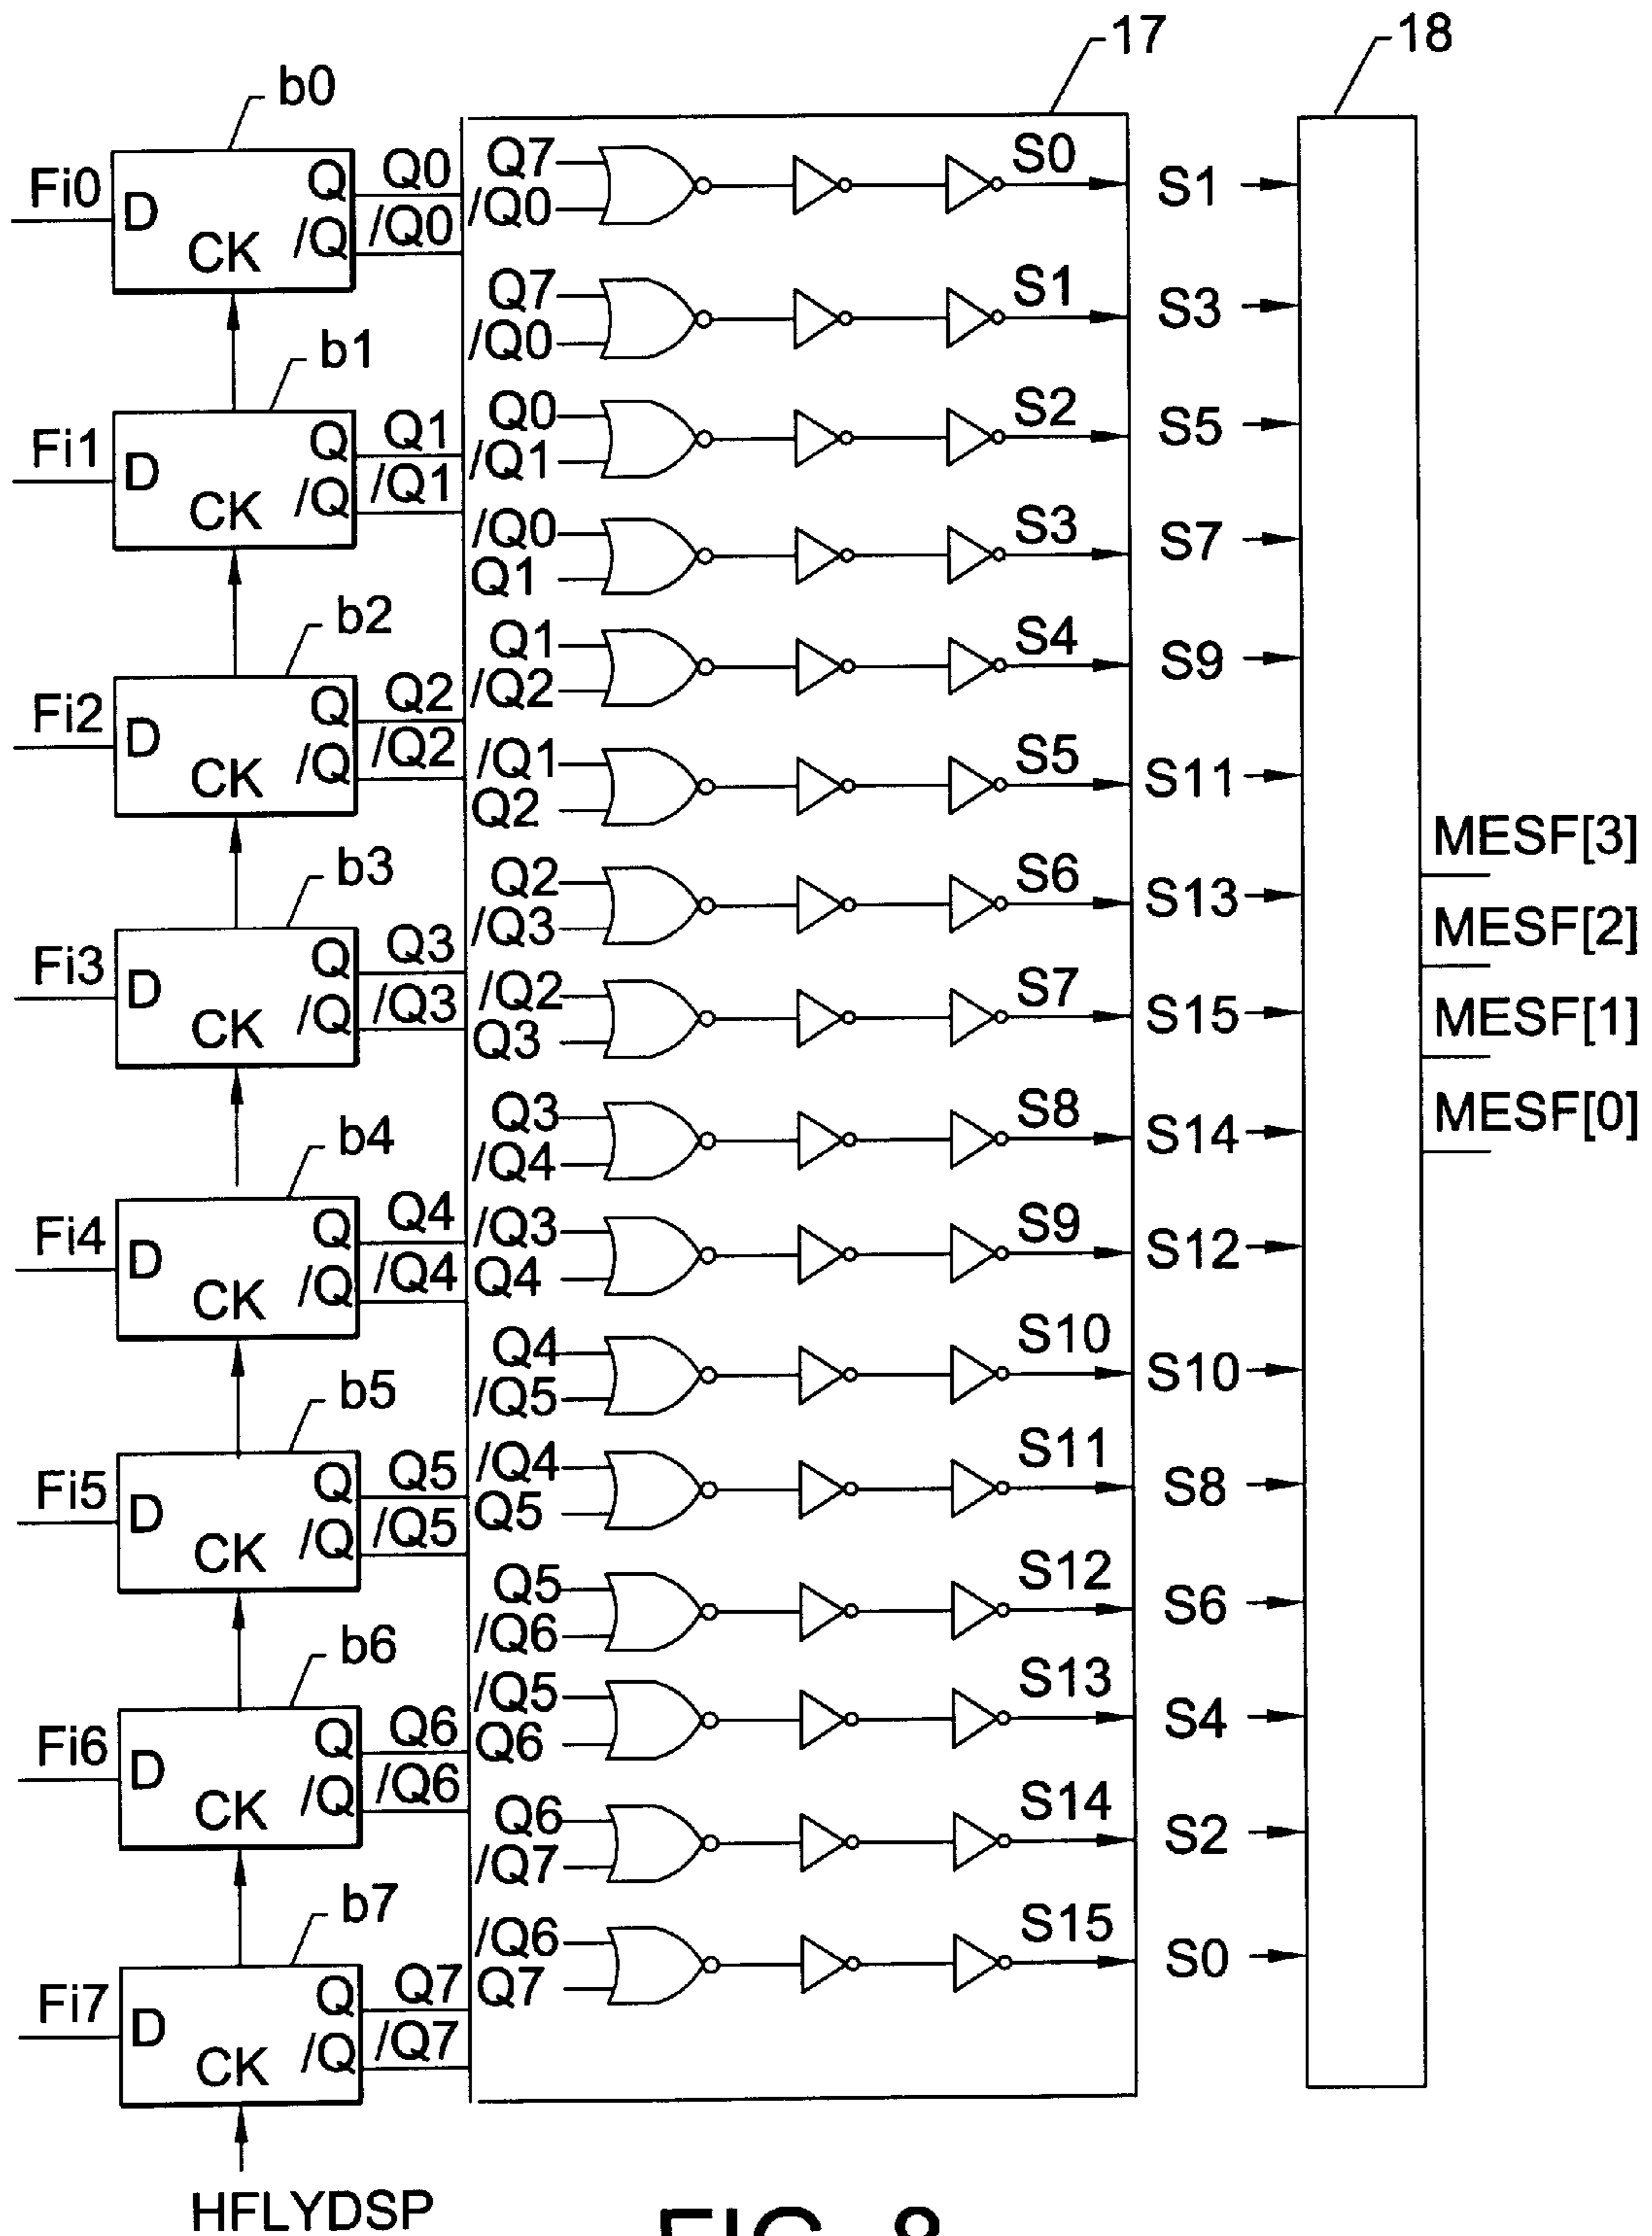 17
18
b0
Fi0
D
CK
Q
/Q
Q0
/Q0
Q7
/Q0
S0
S1
Q7
/Q0
S1
S3
b1
Fi1
D
CK
Q
/Q
Q1
/Q1
Q0
/Q1
S2
S5
/Q0
Q1
S3
S7
b2
Fi2
D
CK
Q
/Q
Q2
/Q2
Q1
/Q2
S4
S9
/Q1
Q2
S5
S11
b3
Fi3
D
CK
Q
/Q
Q3
/Q3
Q2
/Q3
S6
S13
/Q2
Q3
S7
S15
b4
Fi4
D
CK
Q
/Q
Q4
/Q4
Q3
/Q4
S8
S14
/Q3
Q4
S9
S12
b5
Fi5
D
CK
Q
/Q
Q5
/Q5
Q4
/Q5
S10
S10
/Q4
Q5
S11
S8
b6
Fi6
D
CK
Q
/Q
Q6
/Q6
Q5
/Q6
S12
S6
/Q5
Q6
S13
S4
b7
Fi7
D
CK
Q
/Q
Q7
/Q7
Q6
/Q7
S14
S2
/Q6
Q7
S15
S0
MESF[3]
MESF[2]
MESF[1]
MESF[0]
HFLYDSP
FIG. 8